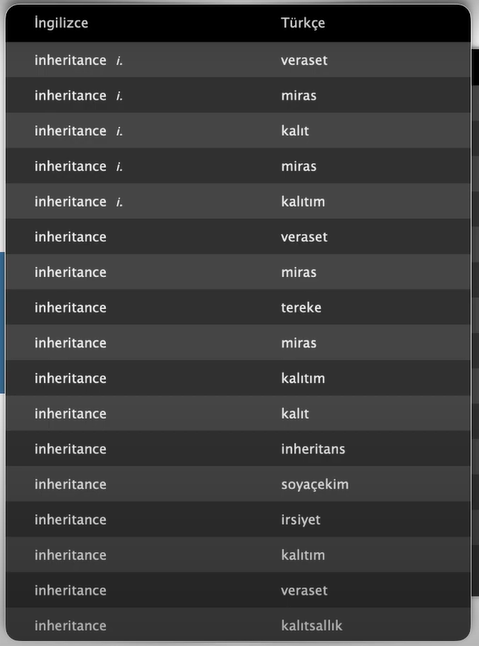 İngilizce Türkçe
inheritance i. veraset
inheritance i. miras
inheritance i. kalıt
inheritance i. miras
inheritance i. kalıtım
inheritance veraset
inheritance miras
inheritance tereke
inheritance miras
inheritance kalıtım
inheritance kalıt
inheritance inheritans
inheritance soyaçekim
inheritance irsiyet
inheritance kalıtım
inheritance veraset
inheritance kalıtsallık